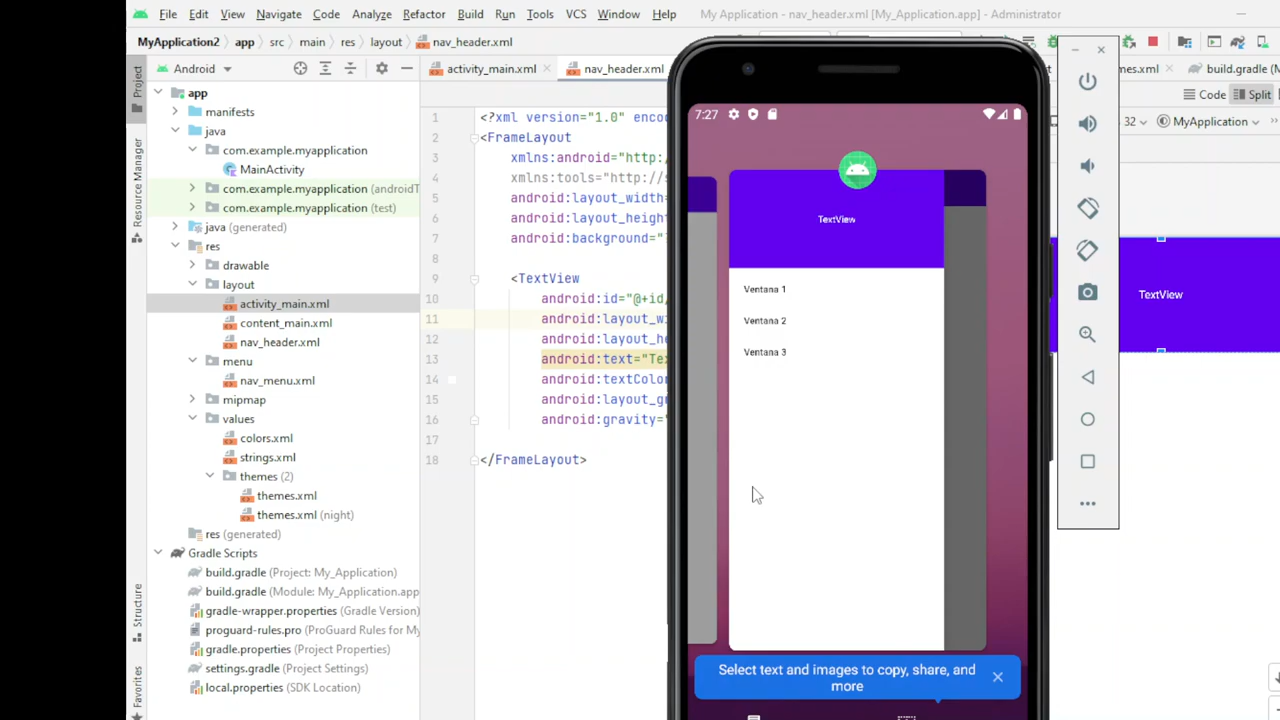 File Edit View Navigate Code Analyze Refactor Build Run Tools VCS Window Help My Application - nav_header.xml [My_Application.app] - Administrator
MyApplication2 app src main res layout nav_header.xml
Android activity_main.xml nav_header.xml build.gradle (M
Code Split
32 MyApplication
Project
Resource Manager
Structure
Favorites
app
manifests
java
com.example.myapplication
MainActivity
com.example.myapplication (androidT
com.example.myapplication (test)
java (generated)
res
drawable
layout
activity_main.xml
content_main.xml
nav_header.xml
menu
nav_menu.xml
mipmap
values
colors.xml
strings.xml
themes (2)
themes.xml
themes.xml (night)
res (generated)
Gradle Scripts
build.gradle (Project: My_Application)
build.gradle (Module: My_Application.app
gradle-wrapper.properties (Gradle Version)
proguard-rules.pro (ProGuard Rules for My
gradle.properties (Project Properties)
settings.gradle (Project Settings)
local.properties (SDK Location)
1 <?xml version="1.0" enco
2 <FrameLayout
3 xmlns:android="http:
4 xmlns:tools="http://s
5 android:layout_width=
6 android:layout_height
7 android:background="
8
9 <TextView
10 android:id="@+id/
11 android:layout_wi
12 android:layout_he
13 android:text="Te
14 android:textColor
15 android:layout_gr
16 android:gravity="
17
18 </FrameLayout>
7:27
TextView
Ventana 1
Ventana 2
Ventana 3
Select text and images to copy, share, and
more
TextView